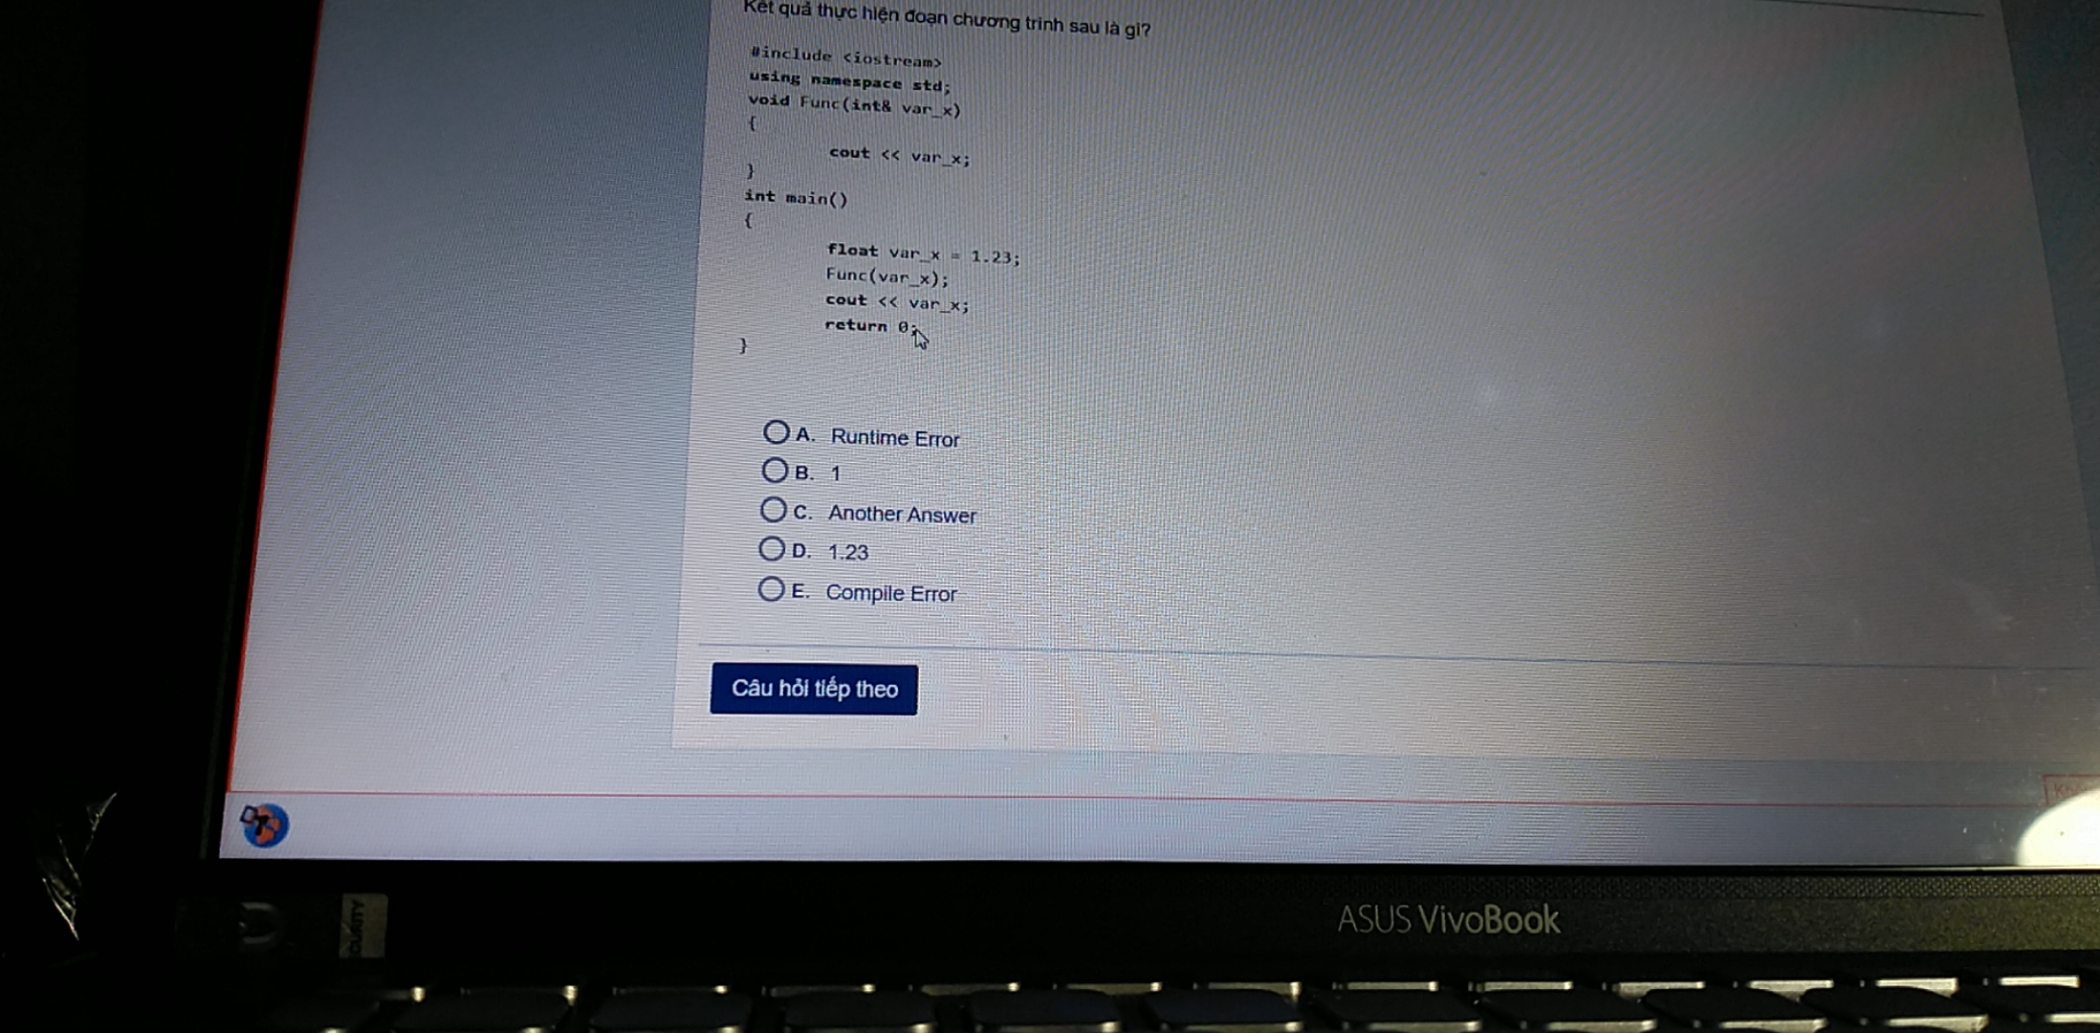 Kết quả thực hiện đoạn chương trình sau là gì?
#include <iostream>
using namespace std;
void Func(int& var_x)
{
cout << var_x;
}
int main()
{
float var_x = 1.23;
Func(var_x);
cout << var_x;
return 0;
}
A. Runtime Error
B. 1
C. Another Answer
D. 1.23
E. Compile Error
Câu hỏi tiếp theo
ASUS VivoBook